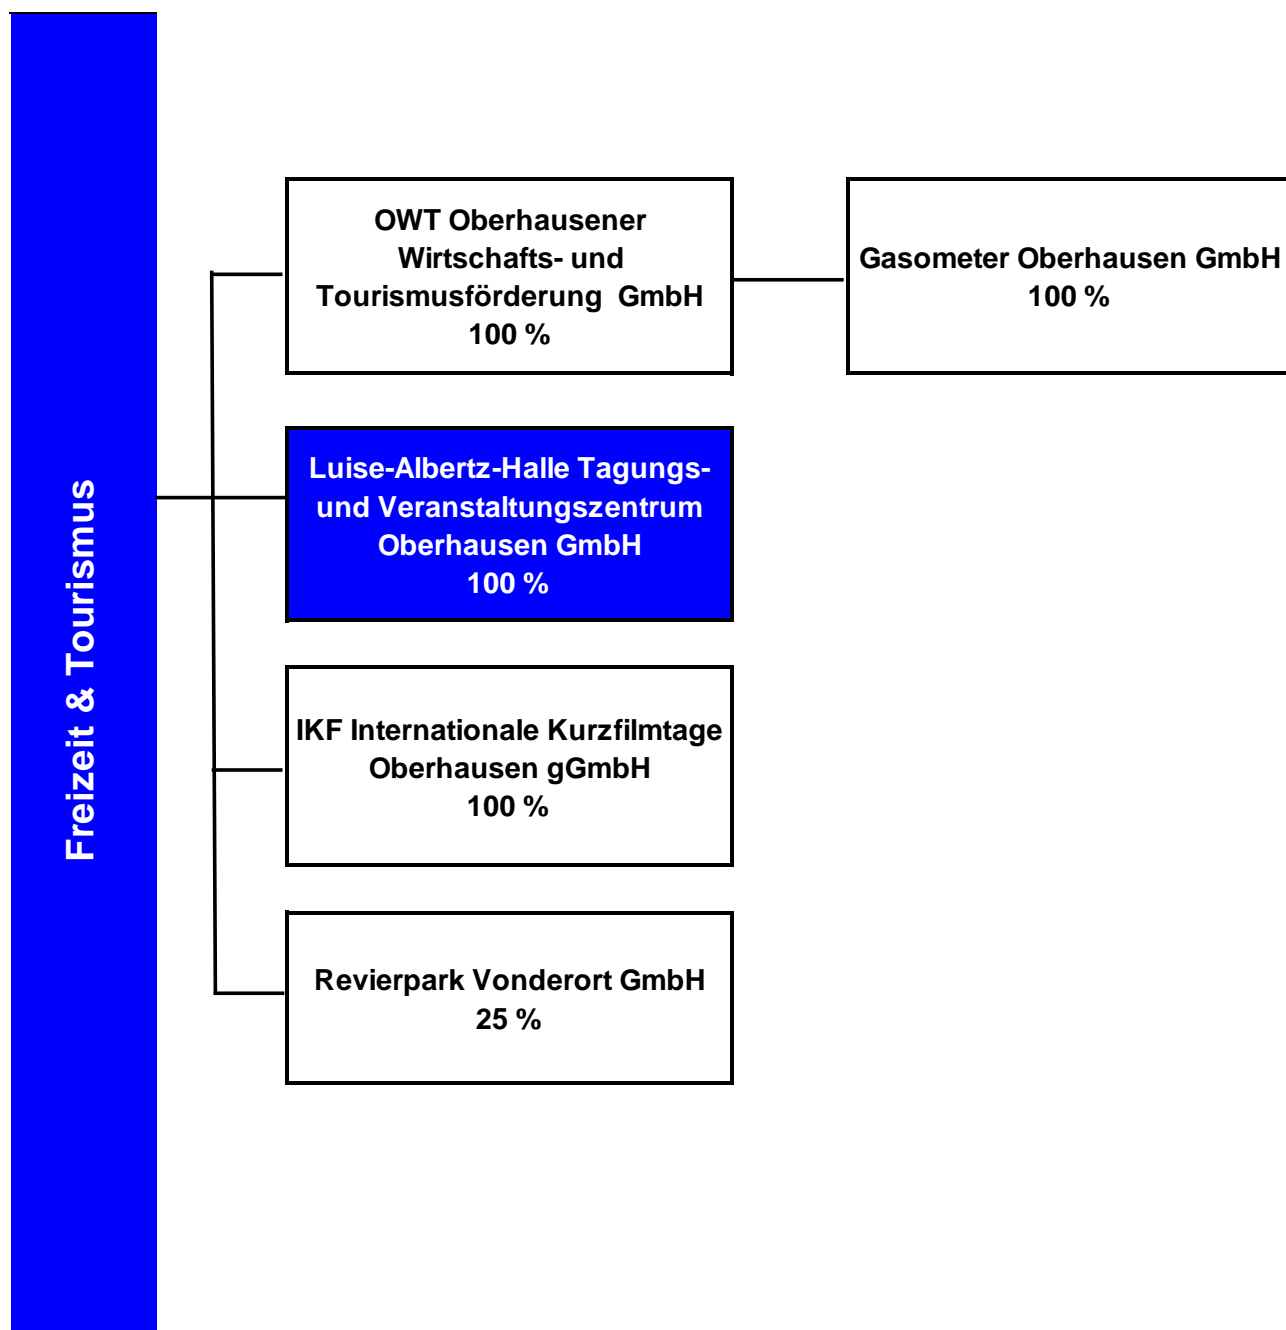 Freizeit & Tourismus
OWT Oberhausener
Wirtschafts- und
Tourismusförderung GmbH
100 %
Gasometer Oberhausen GmbH
100 %
Luise-Albertz-Halle Tagungs-
und Veranstaltungszentrum
Oberhausen GmbH
100 %
IKF Internationale Kurzfilmtage
Oberhausen gGmbH
100 %
Revierpark Vonderort GmbH
25 %